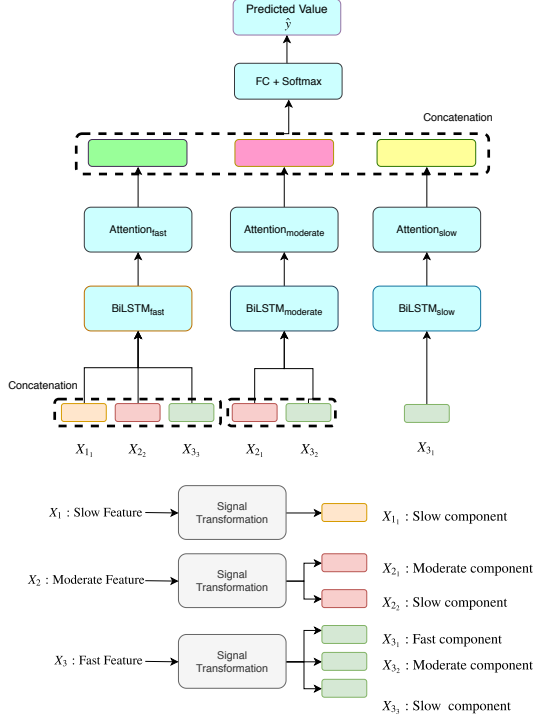 Predicted Value
ŷ
FC + Softmax
Concatenation
Attention_fast
Attention_moderate
Attention_slow
BiLSTM_fast
BiLSTM_moderate
BiLSTM_slow
Concatenation
X_{1_1}
X_{2_2}
X_{3_3}
X_{2_1}
X_{3_2}
X_{3_1}
X_1 : Slow Feature
Signal
Transformation
X_{1_1} : Slow component
X_2 : Moderate Feature
Signal
Transformation
X_{2_1} : Moderate component
X_{2_2} : Slow component
X_3 : Fast Feature
Signal
Transformation
X_{3_1} : Fast component
X_{3_2} : Moderate component
X_{3_3} : Slow component